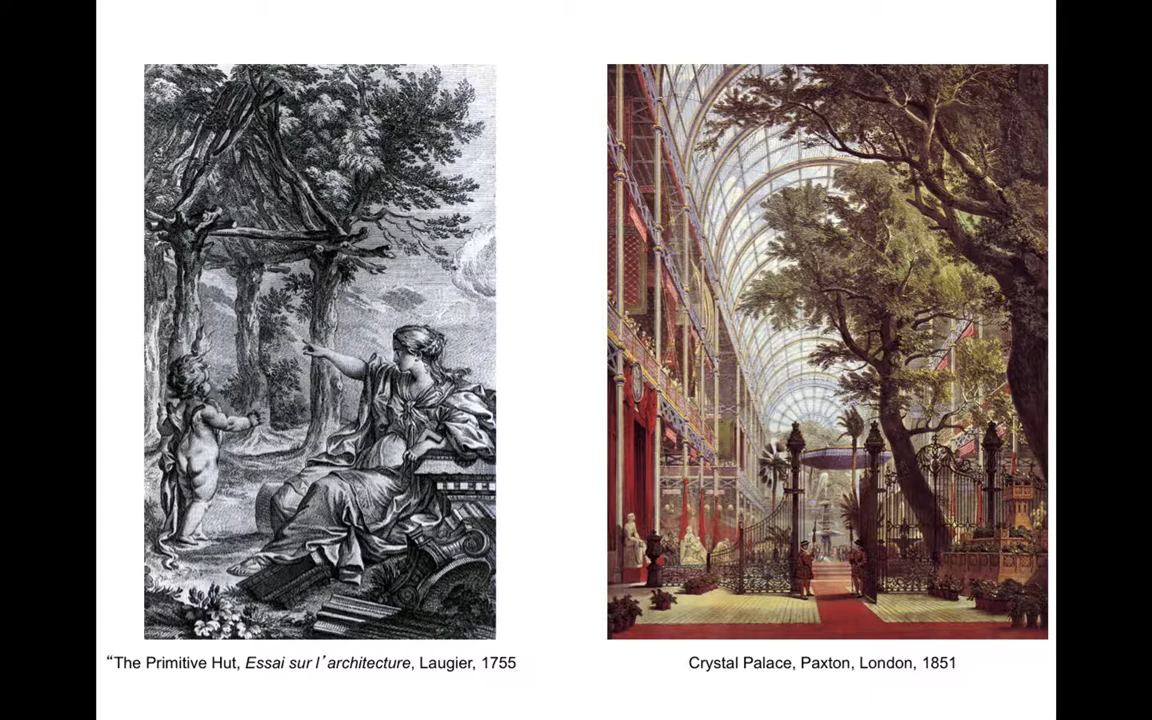 “The Primitive Hut, Essai sur l’architecture, Laugier, 1755
Crystal Palace, Paxton, London, 1851